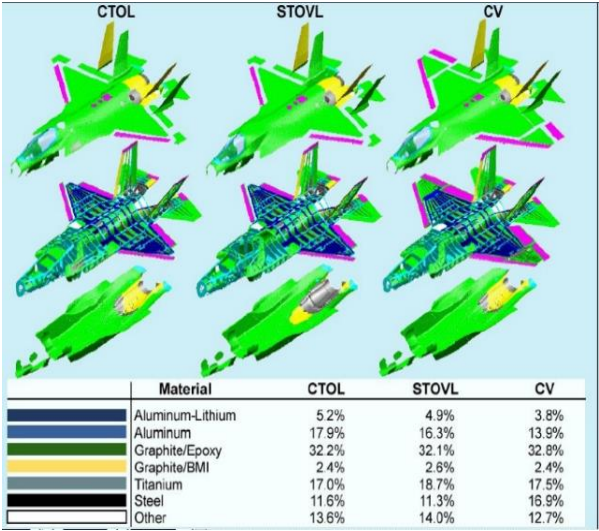 CTOL STOVL CV
Material CTOL STOVL CV
Aluminum-Lithium 5.2% 4.9% 3.8%
Aluminum 17.9% 16.3% 13.9%
Graphite/Epoxy 32.2% 32.1% 32.8%
Graphite/BMI 2.4% 2.6% 2.4%
Titanium 17.0% 18.7% 17.5%
Steel 11.6% 11.3% 16.9%
Other 13.6% 14.0% 12.7%